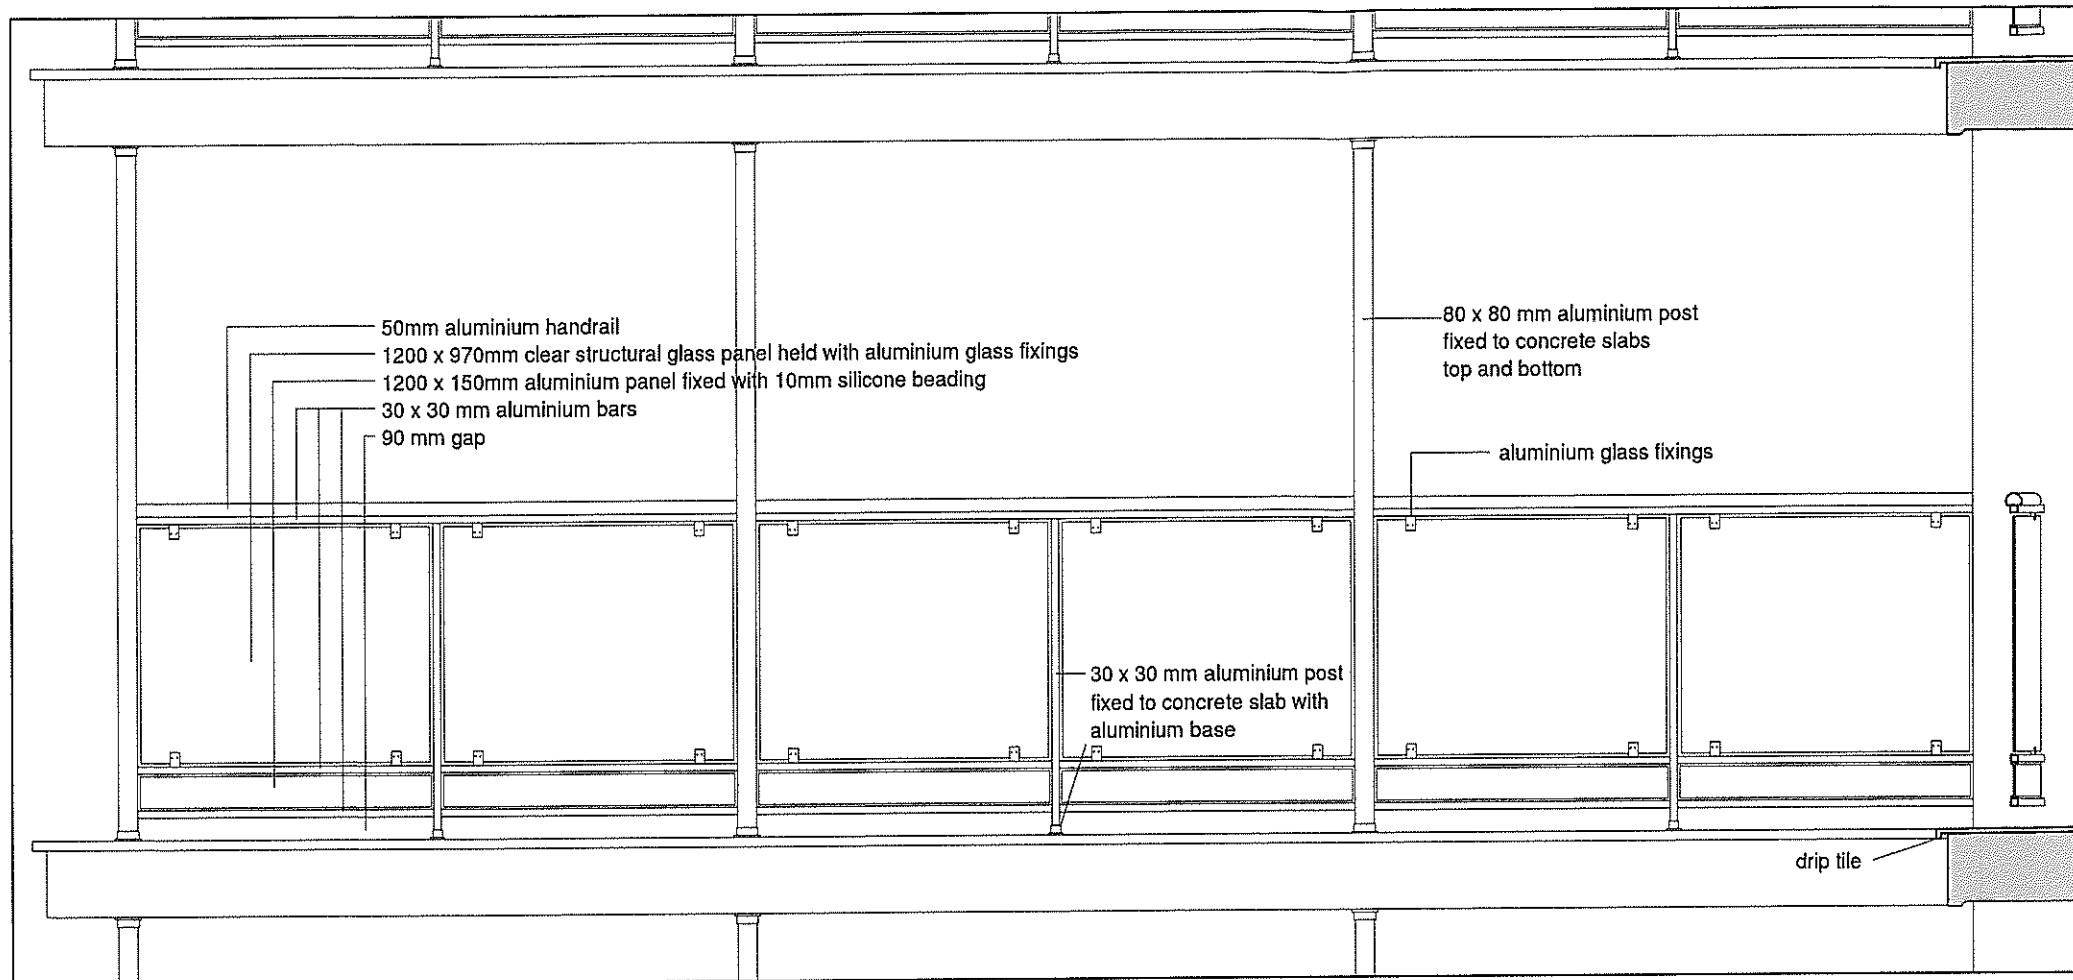 50mm aluminium handrail
1200 x 970mm clear structural glass panel held with aluminium glass fixings
1200 x 150mm aluminium panel fixed with 10mm silicone beading
30 x 30 mm aluminium bars
90 mm gap
80 x 80 mm aluminium post
fixed to concrete slabs
top and bottom
aluminium glass fixings
30 x 30 mm aluminium post
fixed to concrete slab with
aluminium base
drip tile